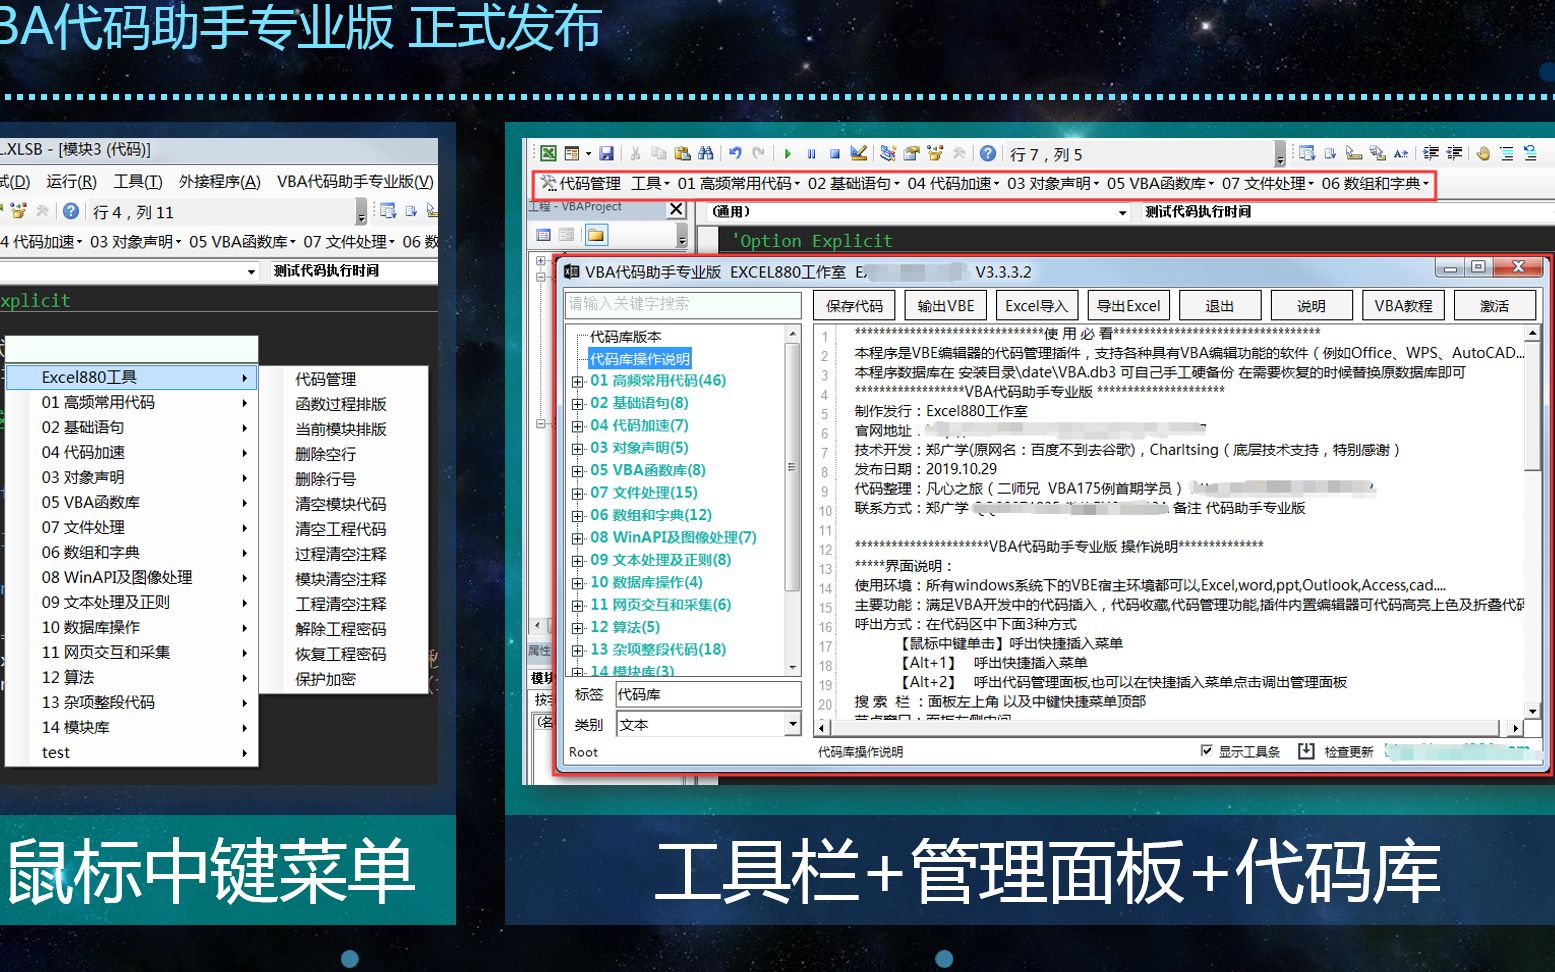 BA代码助手专业版 正式发布
.XLSB - [模块3 (代码)]
试(D) 运行(R) 工具(T) 外接程序(A) VBA代码助手专业版(V)
行 4，列 11
4 代码加速 03 对象声明 05 VBA函数库 07 文件处理 06 数
测试代码执行时间
xplicit
Excel880工具
01 高频常用代码
02 基础语句
04 代码加速
03 对象声明
05 VBA函数库
07 文件处理
06 数组和字典
08 WinAPI及图像处理
09 文本处理及正则
10 数据库操作
11 网页交互和采集
12 算法
13 杂项整段代码
14 模块库
test
代码管理
函数过程排版
当前模块排版
删除空行
删除行号
清空模块代码
清空工程代码
过程清空注释
模块清空注释
工程清空注释
解除工程密码
恢复工程密码
保护加密
鼠标中键菜单
行 7，列 5
代码管理 工具 01 高频常用代码 02 基础语句 04 代码加速 03 对象声明 05 VBA函数库 07 文件处理 06 数组和字典
工程 - VBAProject
(通用)
测试代码执行时间
'Option Explicit
属性
模块
按字
(名
VBA代码助手专业版 EXCEL880工作室 V3.3.3.2
请输入关键字搜索
保存代码 输出VBE Excel导入 导出Excel 退出 说明 VBA教程 激活
代码库版本
代码库操作说明
01 高频常用代码(46)
02 基础语句(8)
04 代码加速(7)
03 对象声明(5)
05 VBA函数库(8)
07 文件处理(15)
06 数组和字典(12)
08 WinAPI及图像处理(7)
09 文本处理及正则(8)
10 数据库操作(4)
11 网页交互和采集(6)
12 算法(5)
13 杂项整段代码(18)
14 模块库(3)
标签 代码库
类别 文本
Root
1 *******************************使 用 必 看**********************************
2 本程序是VBE编辑器的代码管理插件，支持各种具有VBA编辑功能的软件（例如Office、WPS、AutoCAD...
3 本程序数据库在 安装目录\date\VBA.db3 可自己手工硬备份 在需要恢复的时候替换原数据库即可
4 ******************VBA代码助手专业版 *********************
5 制作发行：Excel880工作室
6 官网地址：
7 技术开发：郑广学(原网名：百度不到去谷歌)，Charltsing（底层技术支持，特别感谢）
8 发布日期：2019.10.29
9 代码整理：凡心之旅（二师兄 VBA175例首期学员）
10 联系方式：郑广学 备注 代码助手专业版
11
12 **********************VBA代码助手专业版 操作说明**************
13 *****界面说明：
14 使用环境：所有windows系统下的VBE宿主环境都可以,Excel,word,ppt,Outlook,Access,cad....
15 主要功能：满足VBA开发中的代码插入，代码收藏,代码管理功能,插件内置编辑器可代码高亮上色及折叠代码
16 呼出方式：在代码区中下面3种方式
17 【鼠标中键单击】呼出快捷插入菜单
18 【Alt+1】 呼出快捷插入菜单
19 【Alt+2】 呼出代码管理面板,也可以在快捷插入菜单点击调出管理面板
20 搜 索 栏 ：面板左上角 以及中键快捷菜单顶部
节点窗口：面板左侧中间
代码库操作说明
显示工具条 检查更新
工具栏+管理面板+代码库